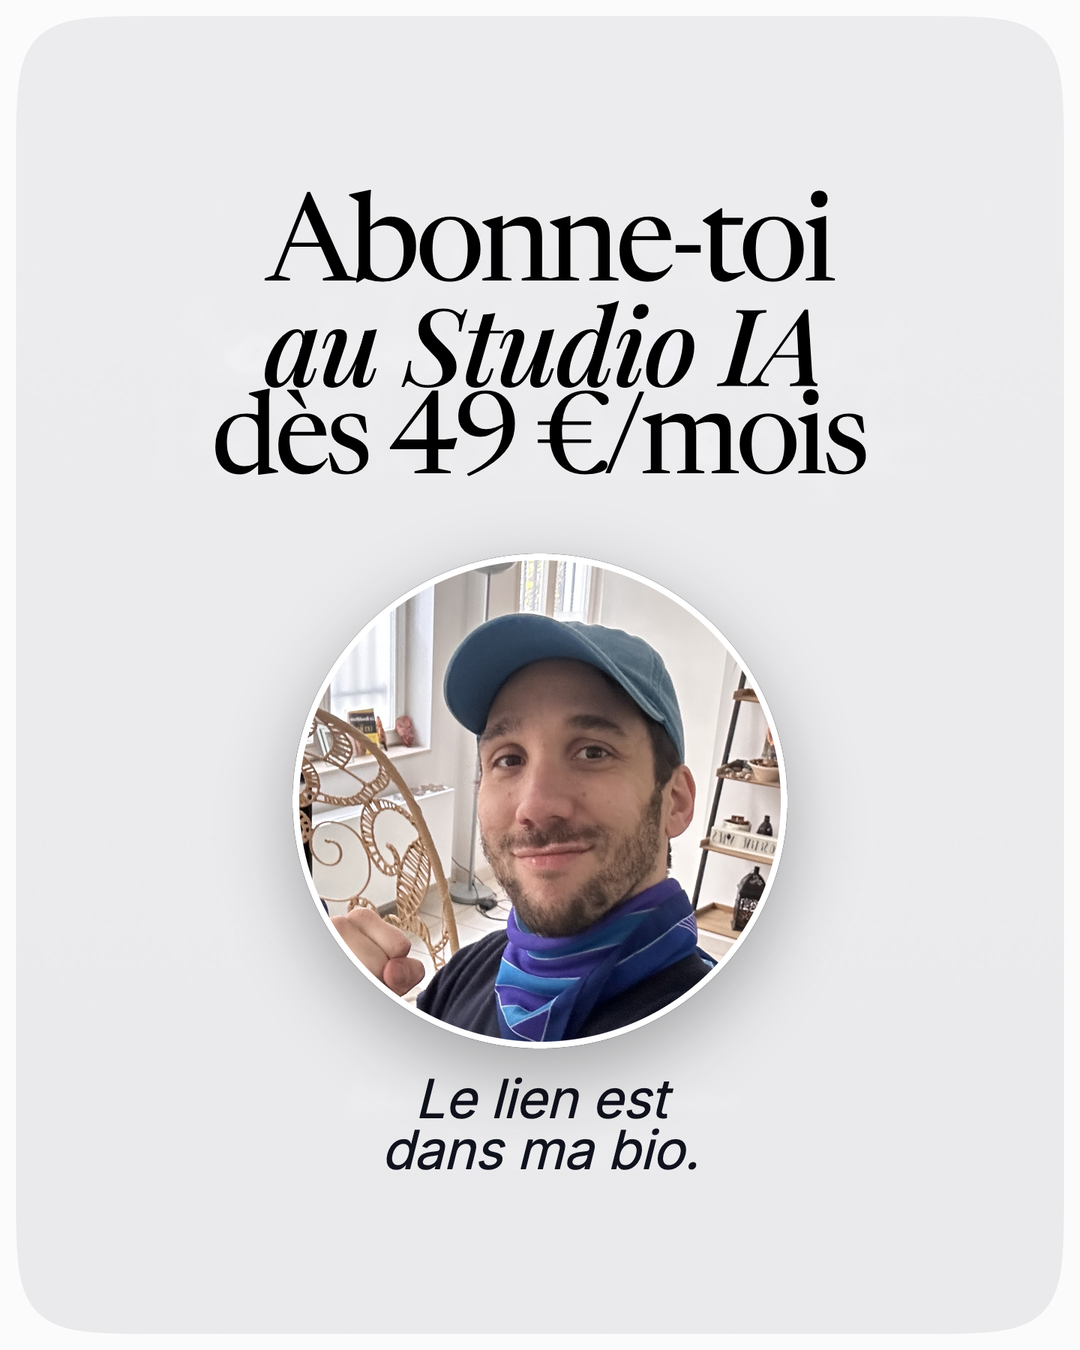 Abonne-toi
au Studio IA
dès 49 €/mois
Le lien est
dans ma bio.